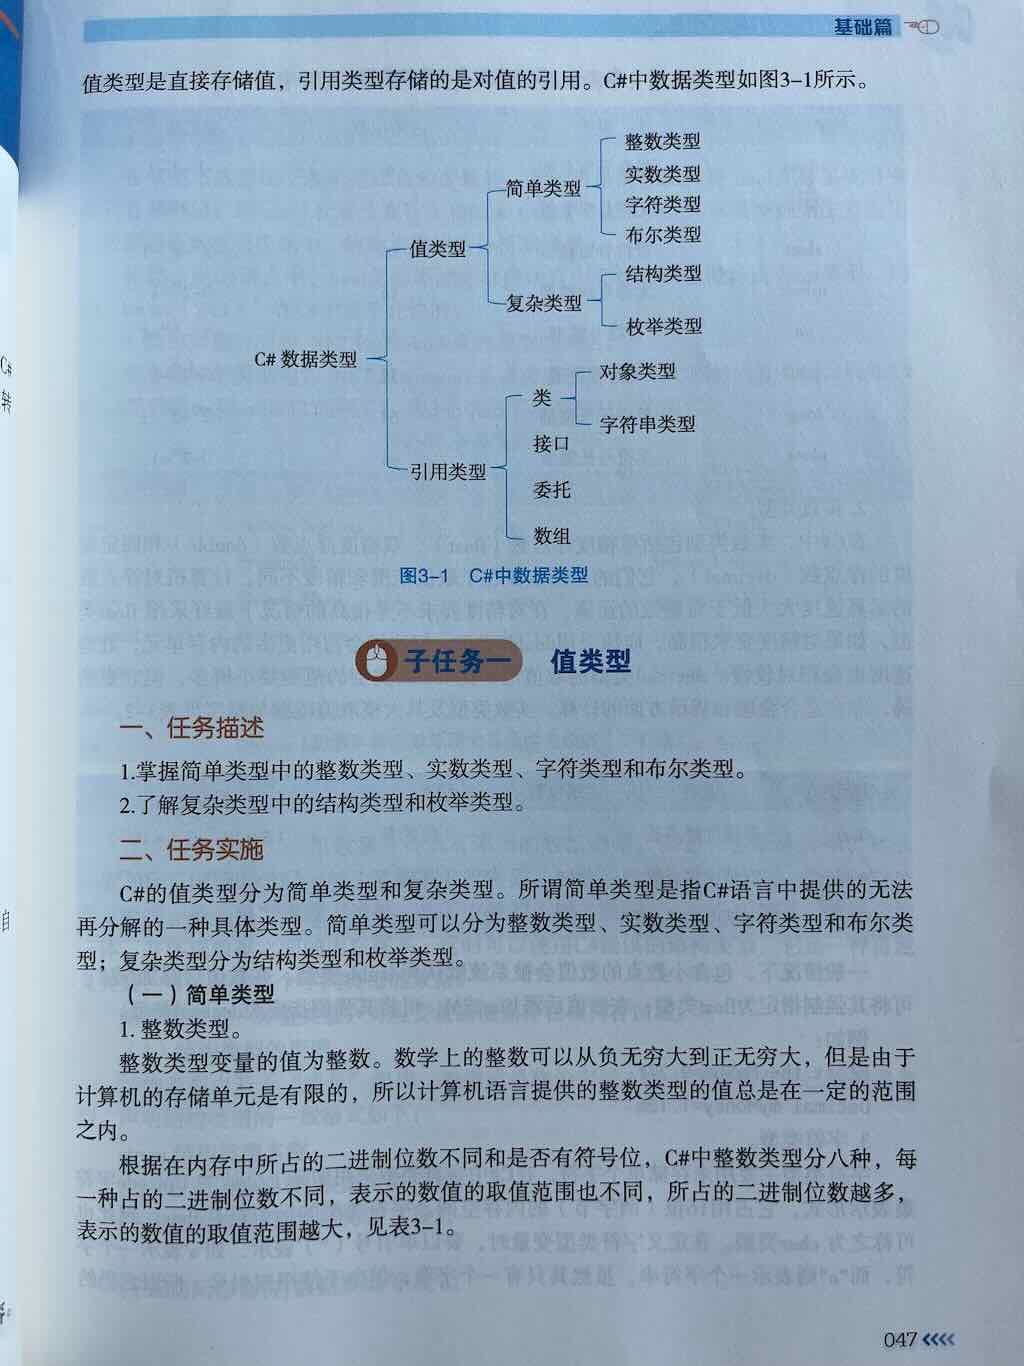 基础篇
值类型是直接存储值，引用类型存储的是对值的引用。C#中数据类型如图3-1所示。
整数类型
简单类型
实数类型
字符类型
布尔类型
值类型
结构类型
复杂类型
枚举类型
C# 数据类型
对象类型
类
字符串类型
接口
引用类型
委托
数组
图3-1 C#中数据类型
子任务一 值类型
一、任务描述
1.掌握简单类型中的整数类型、实数类型、字符类型和布尔类型。
2.了解复杂类型中的结构类型和枚举类型。
二、任务实施
C#的值类型分为简单类型和复杂类型。所谓简单类型是指C#语言中提供的无法
再分解的一种具体类型。简单类型可以分为整数类型、实数类型、字符类型和布尔类
型；复杂类型分为结构类型和枚举类型。
（一）简单类型
1. 整数类型。
整数类型变量的值为整数。数学上的整数可以从负无穷大到正无穷大，但是由于
计算机的存储单元是有限的，所以计算机语言提供的整数类型的值总是在一定的范围
之内。
根据在内存中所占的二进制位数不同和是否有符号位，C#中整数类型分八种，每
一种占的二进制位数不同，表示的数值的取值范围也不同，所占的二进制位数越多，
表示的数值的取值范围越大，见表3-1。
047